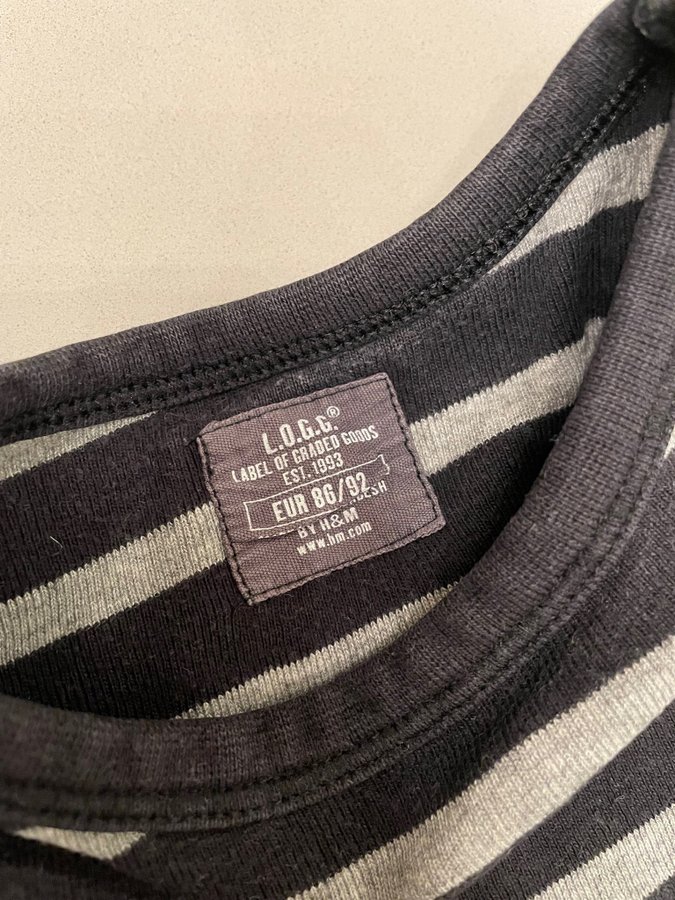 L.O.G.G.®
LABEL OF GRADED GOODS
EST. 1993
EUR 86/92
BY H&M
www.hm.com